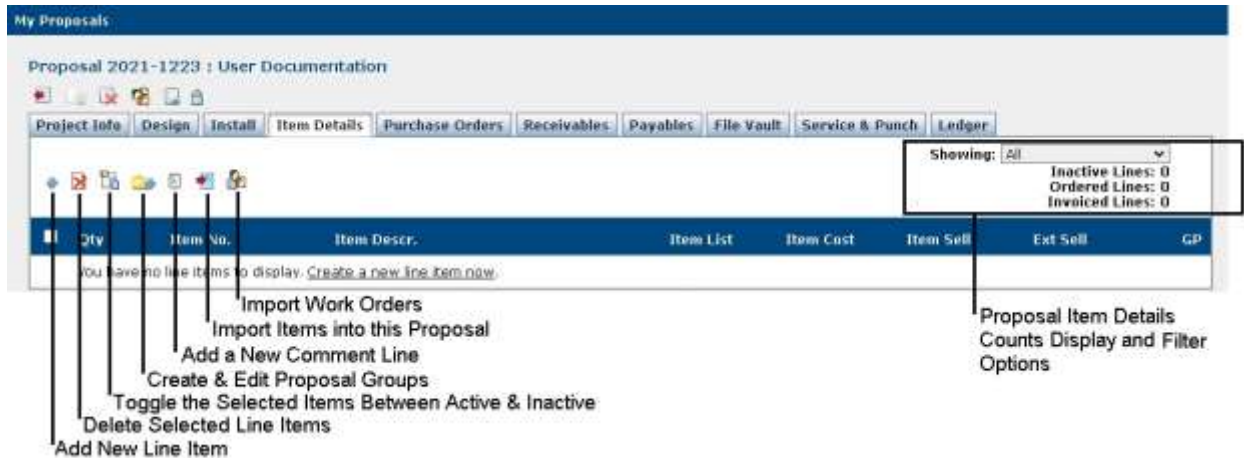 My Proposals
Proposal 2021-1223 : User Documentation
Project Info Design Install Item Details Purchase Orders Receivables Payables File Vault Service & Punch Ledger
Showing: All
Inactive Lines: 0
Ordered Lines: 0
Invoiced Lines: 0
Qty Item No. Item Descr. Item List Item Cost Item Sell Ext Sell GP
You have no line items to display. Create a new line item now.
Import Work Orders
Import Items into this Proposal
Add a New Comment Line
Create & Edit Proposal Groups
Toggle the Selected Items Between Active & Inactive
Delete Selected Line Items
Add New Line Item
Proposal Item Details
Counts Display and Filter
Options